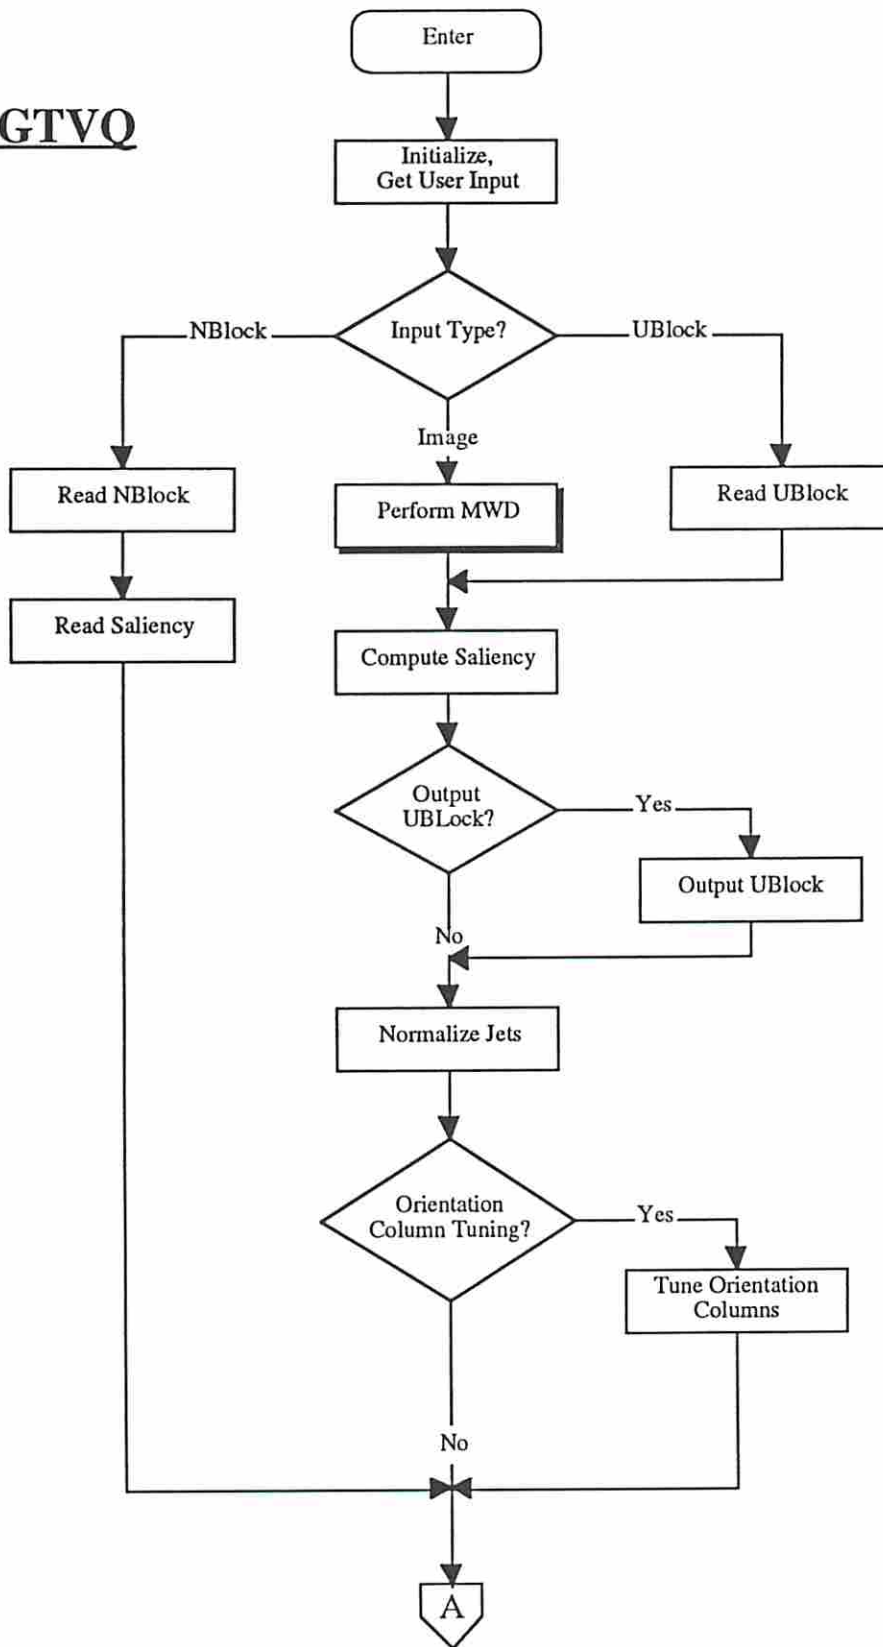 Enter
GTVQ
Initialize,
Get User Input
NBlock
Input Type?
UBlock
Image
Read NBlock
Perform MWD
Read UBlock
Read Saliency
Compute Saliency
Output
UBLock?
Yes
Output UBlock
No
Normalize Jets
Orientation
Column Tuning?
Yes
Tune Orientation
Columns
No
A